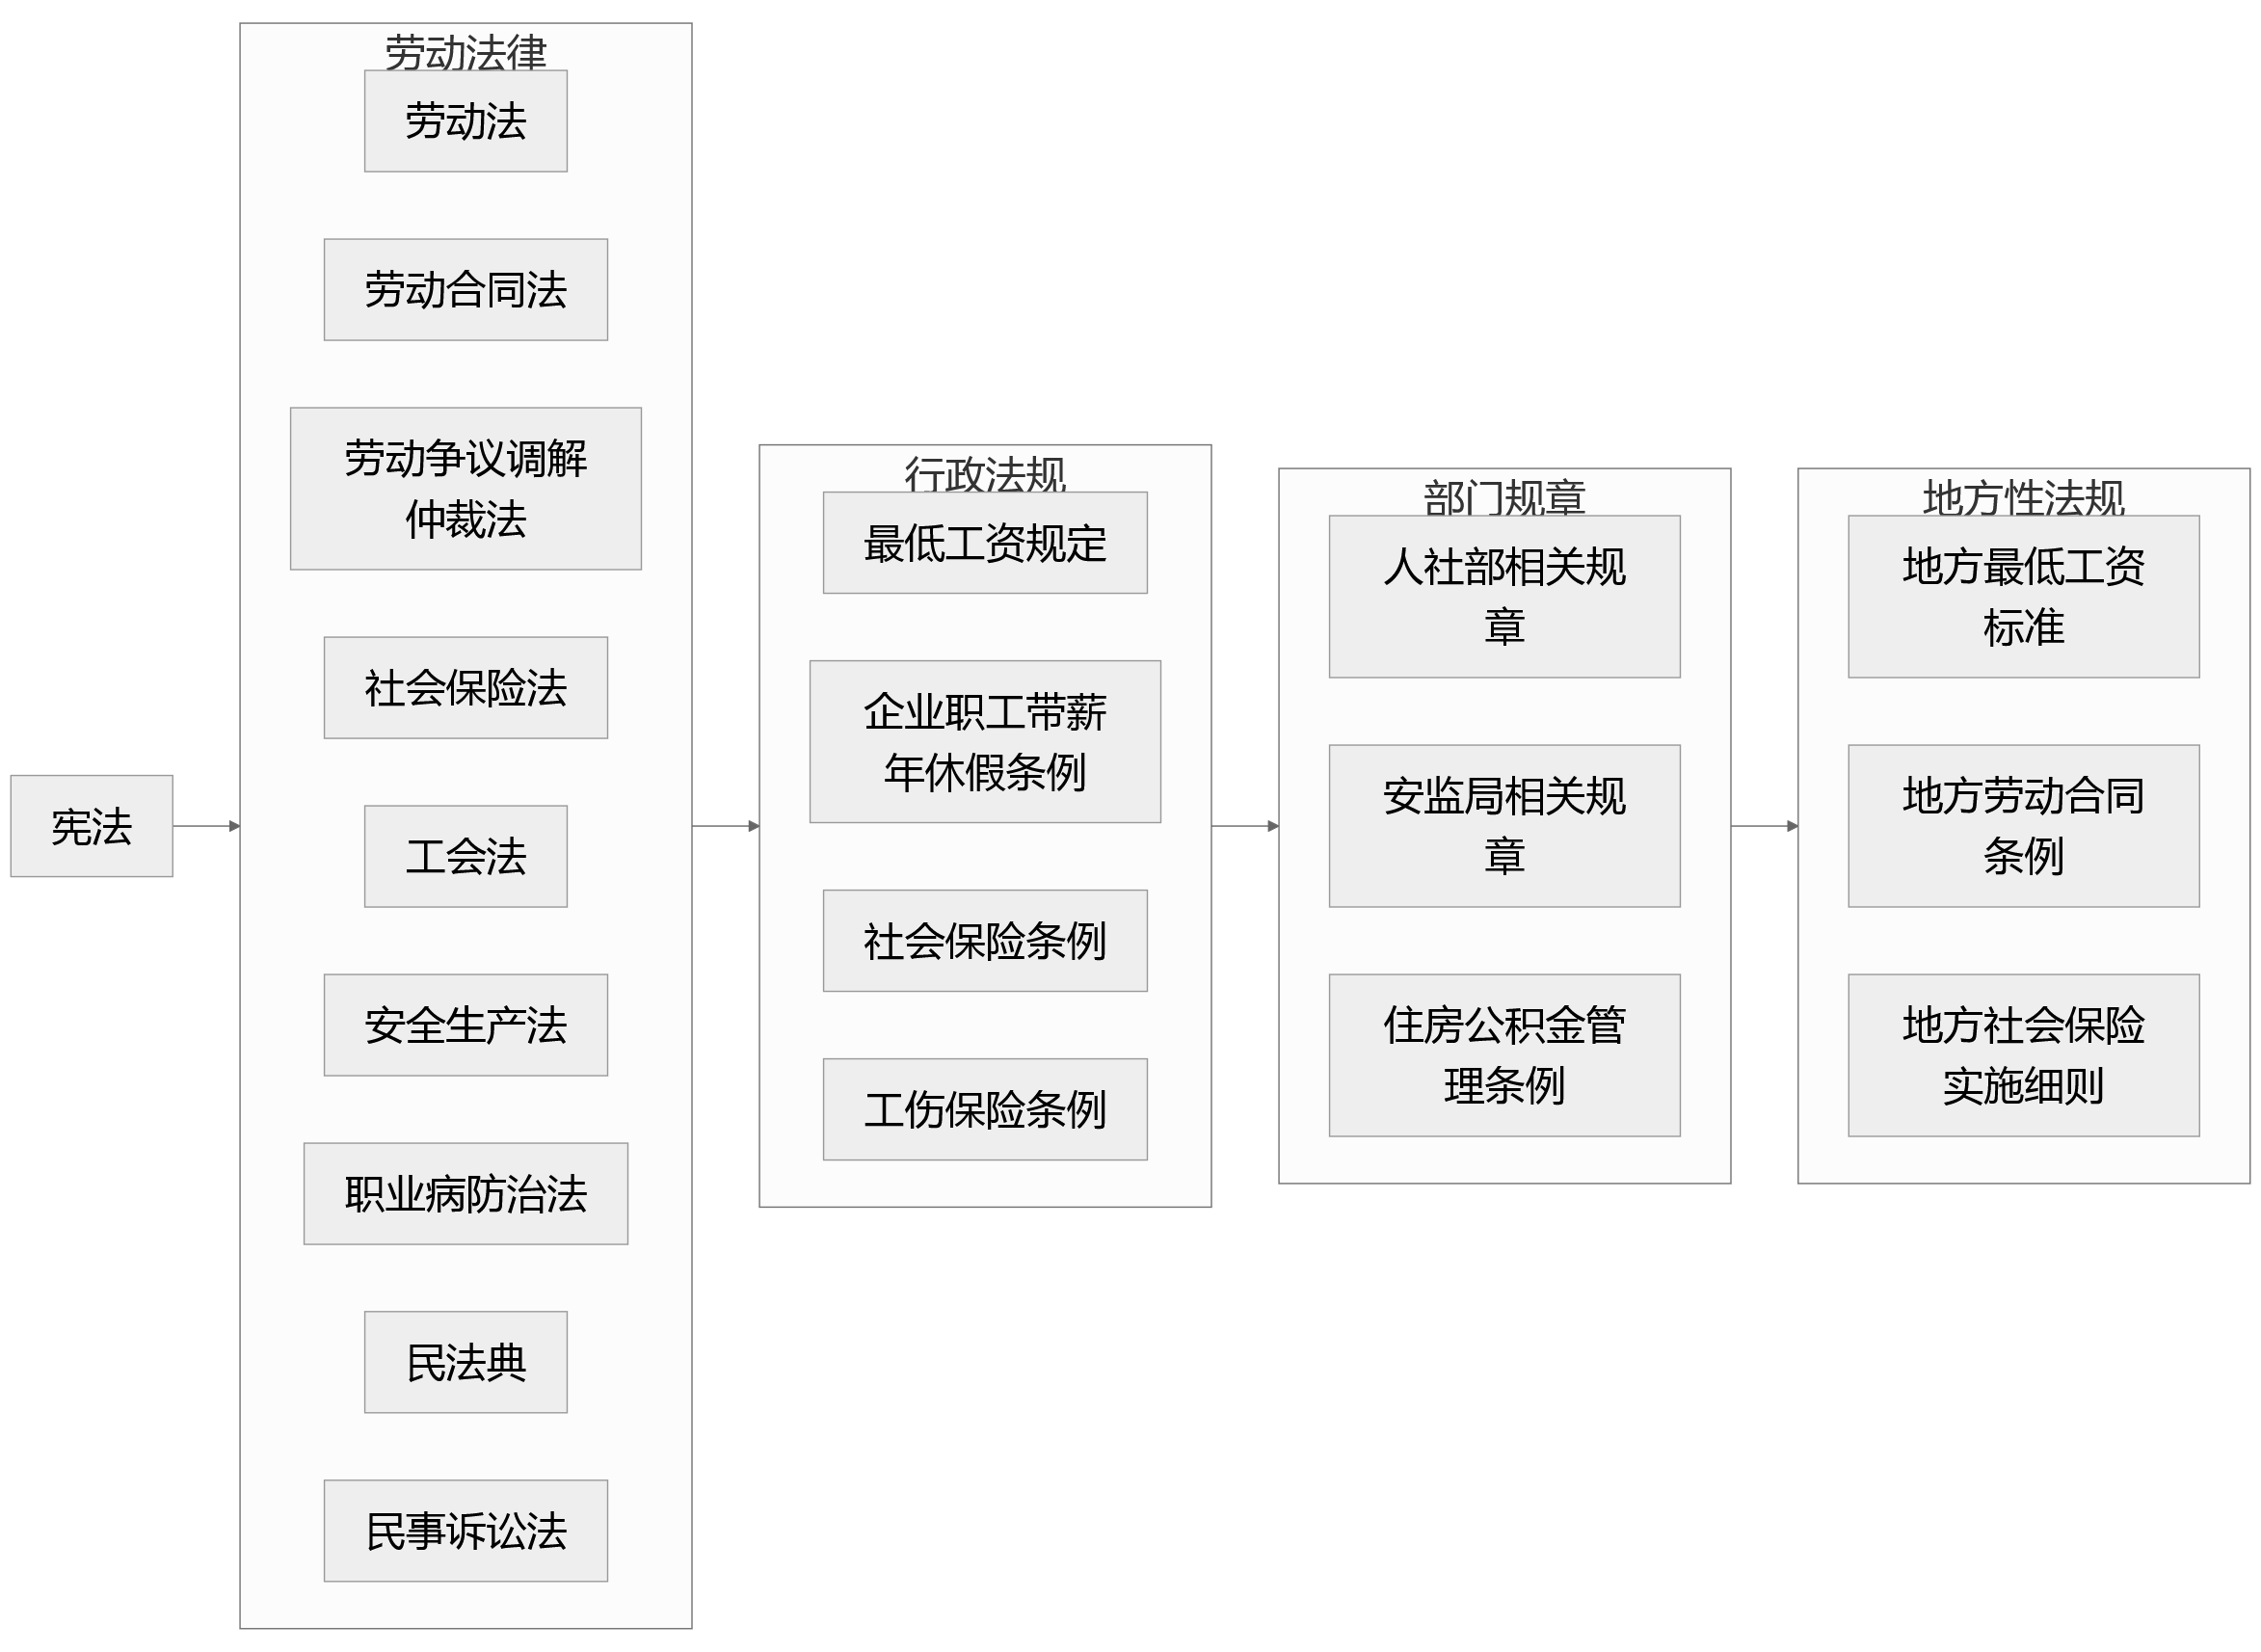 宪法
劳动法律
劳动法
劳动合同法
劳动争议调解
仲裁法
社会保险法
工会法
安全生产法
职业病防治法
民法典
民事诉讼法
行政法规
最低工资规定
企业职工带薪
年休假条例
社会保险条例
工伤保险条例
部门规章
人社部相关规
章
安监局相关规
章
住房公积金管
理条例
地方性法规
地方最低工资
标准
地方劳动合同
条例
地方社会保险
实施细则